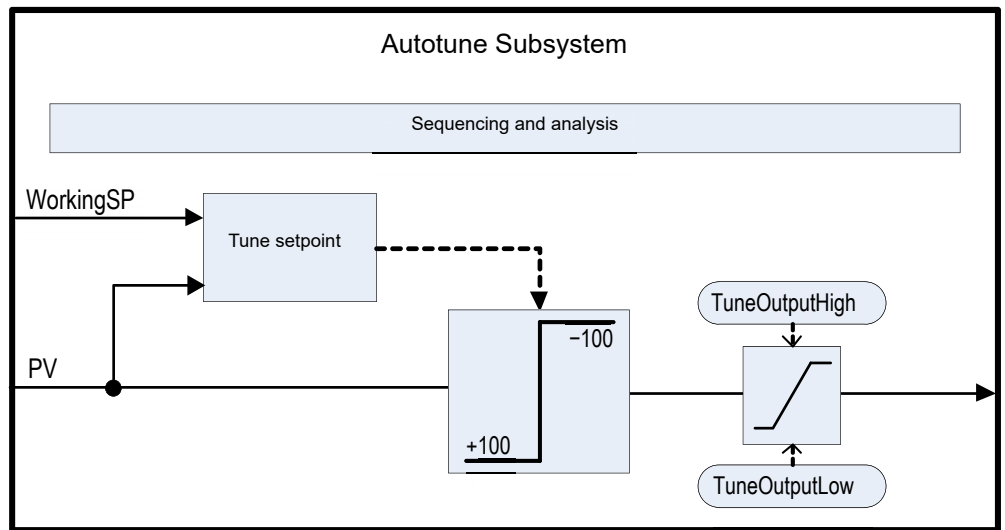 Autotune Subsystem
Sequencing and analysis
WorkingSP
Tune setpoint
TuneOutputHigh
−100
PV
+100
TuneOutputLow